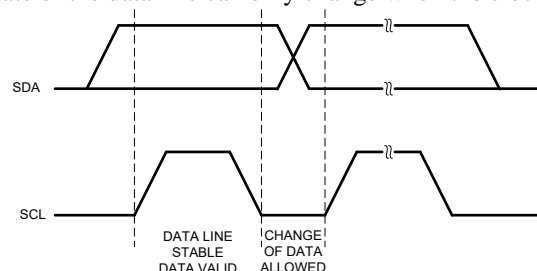 SDA
SCL
DATA LINE
STABLE
DATA VALID
CHANGE
OF DATA
ALLOWED